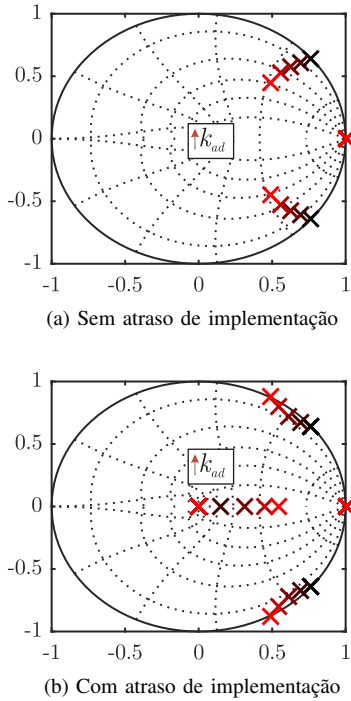 1
0.5
0
-0.5
-1
↑k_ad
-1 -0.5 0 0.5 1
(a) Sem atraso de implementação
1
0.5
0
-0.5
-1
↑k_ad
-1 -0.5 0 0.5 1
(b) Com atraso de implementação